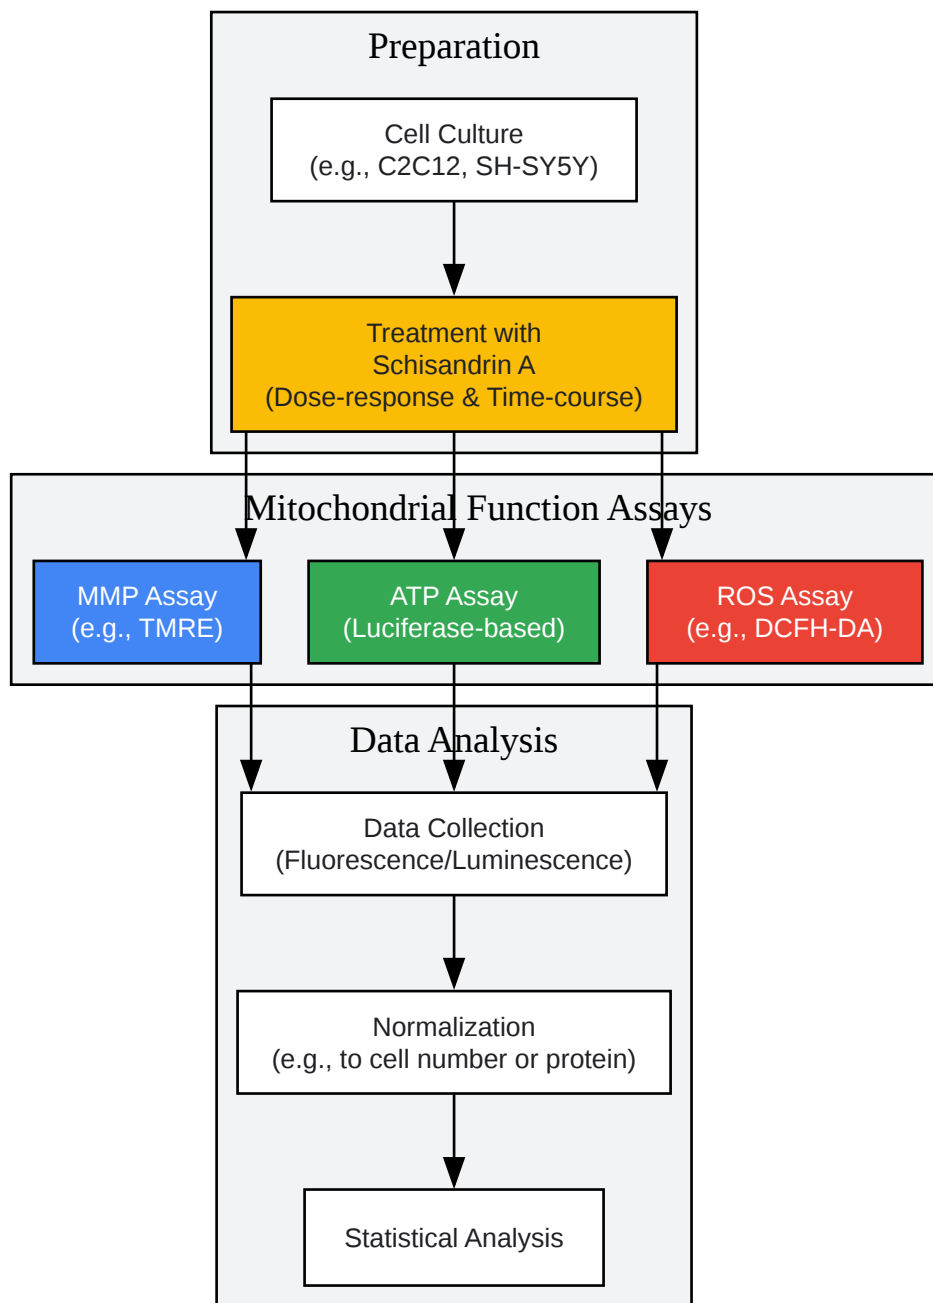 Preparation
Cell Culture
(e.g., C2C12, SH-SY5Y)
Treatment with
Schisandrin A
(Dose-response & Time-course)
Mitochondrial Function Assays
MMP Assay
(e.g., TMRE)
ATP Assay
(Luciferase-based)
ROS Assay
(e.g., DCFH-DA)
Data Analysis
Data Collection
(Fluorescence/Luminescence)
Normalization
(e.g., to cell number or protein)
Statistical Analysis